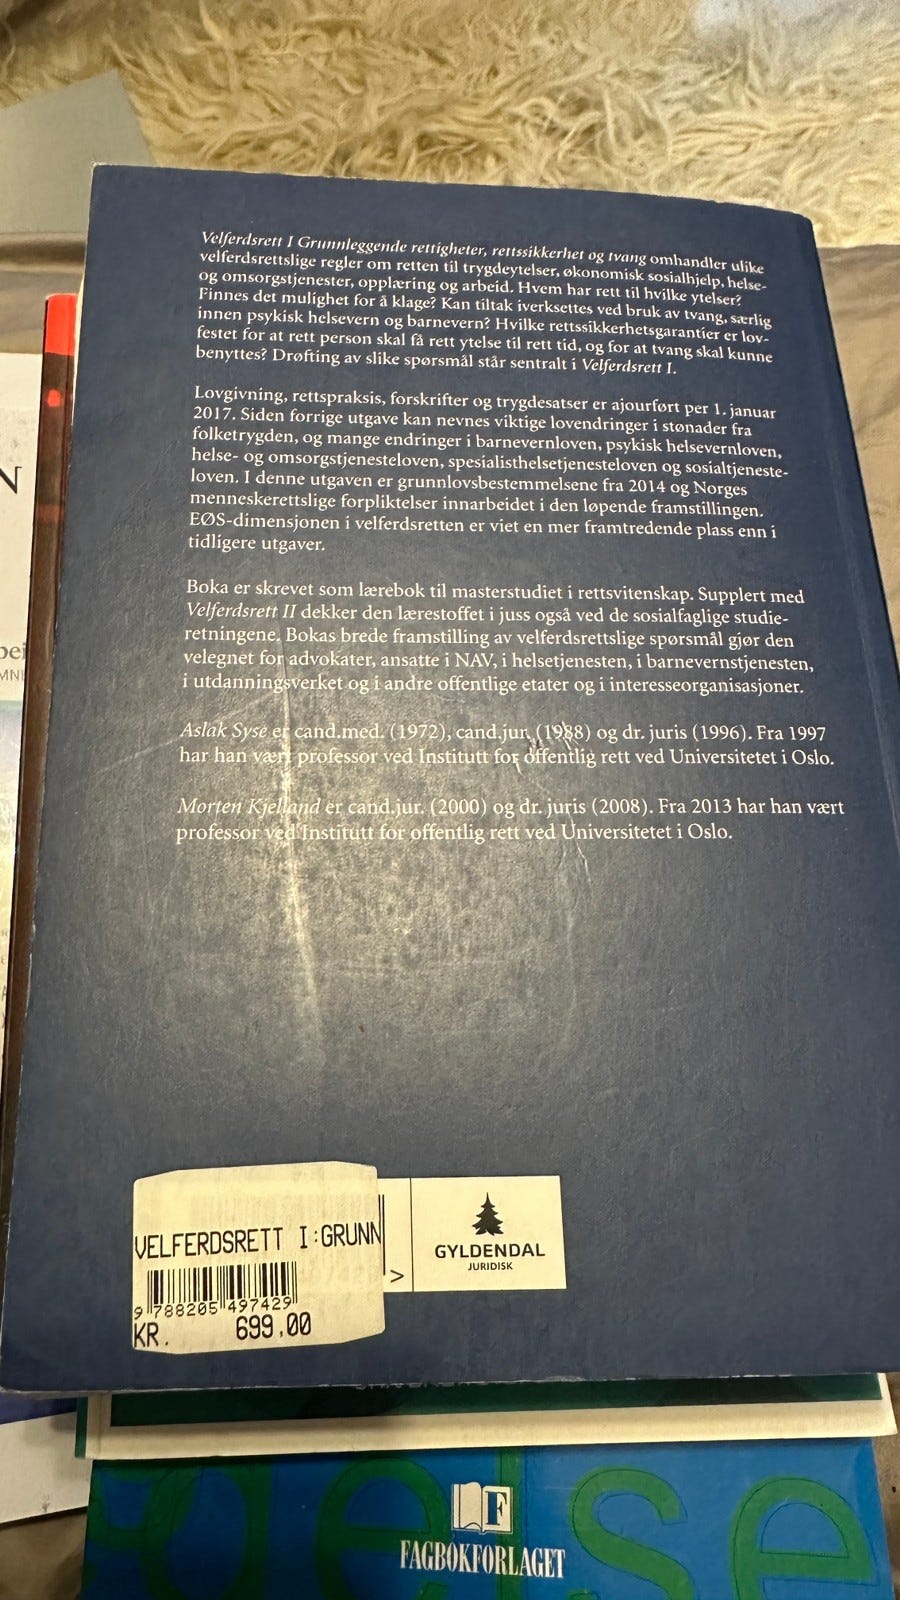 Velferdsrett I Grunnleggende rettigheter, rettssikkerhet og tvang omhandler ulike
velferdsrettslige regler om retten til trygdeytelser, økonomisk sosialhjelp, helse-
og omsorgstjenester, opplæring og arbeid. Hvem har rett til hvilke ytelser?
Finnes det mulighet for å klage? Kan tiltak iverksettes ved bruk av tvang, særlig
innen psykisk helsevern og barnevern? Hvilke rettssikkerhetsgarantier er lov-
festet for at rett person skal få rett ytelse til rett tid, og for at tvang skal kunne
benyttes? Drøfting av slike spørsmål står sentralt i Velferdsrett I.
Lovgivning, rettspraksis, forskrifter og trygdesatser er ajourført per 1. januar
2017. Siden forrige utgave kan nevnes viktige lovendringer i stønader fra
folketrygden, og mange endringer i barnevernloven, psykisk helsevernloven,
helse- og omsorgstjenesteloven, spesialisthelsetjenesteloven og sosialtjeneste-
loven. I denne utgaven er grunnlovsbestemmelsene fra 2014 og Norges
menneskerettslige forpliktelser innarbeidet i den løpende framstillingen.
EØS-dimensjonen i velferdsretten er viet en mer framtredende plass enn i
tidligere utgaver.
Boka er skrevet som lærebok til masterstudiet i rettsvitenskap. Supplert med
Velferdsrett II dekker den lærestoffet i juss også ved de sosialfaglige studie-
retningene. Bokas brede framstilling av velferdsrettslige spørsmål gjør den
velegnet for advokater, ansatte i NAV, i helsetjenesten, i barnevernstjenesten,
i utdanningsverket og i andre offentlige etater og i interesseorganisasjoner.
Aslak Syse er cand.med. (1972), cand.jur. (1988) og dr. juris (1996). Fra 1997
har han vært professor ved Institutt for offentlig rett ved Universitetet i Oslo.
Morten Kjelland er cand.jur. (2000) og dr. juris (2008). Fra 2013 har han vært
professor ved Institutt for offentlig rett ved Universitetet i Oslo.
VELFERDSRETT I:GRUNN
9 788205 497429
KR. 699,00
>
GYLDENDAL
JURIDISK
F
FAGBOKFORLAGET